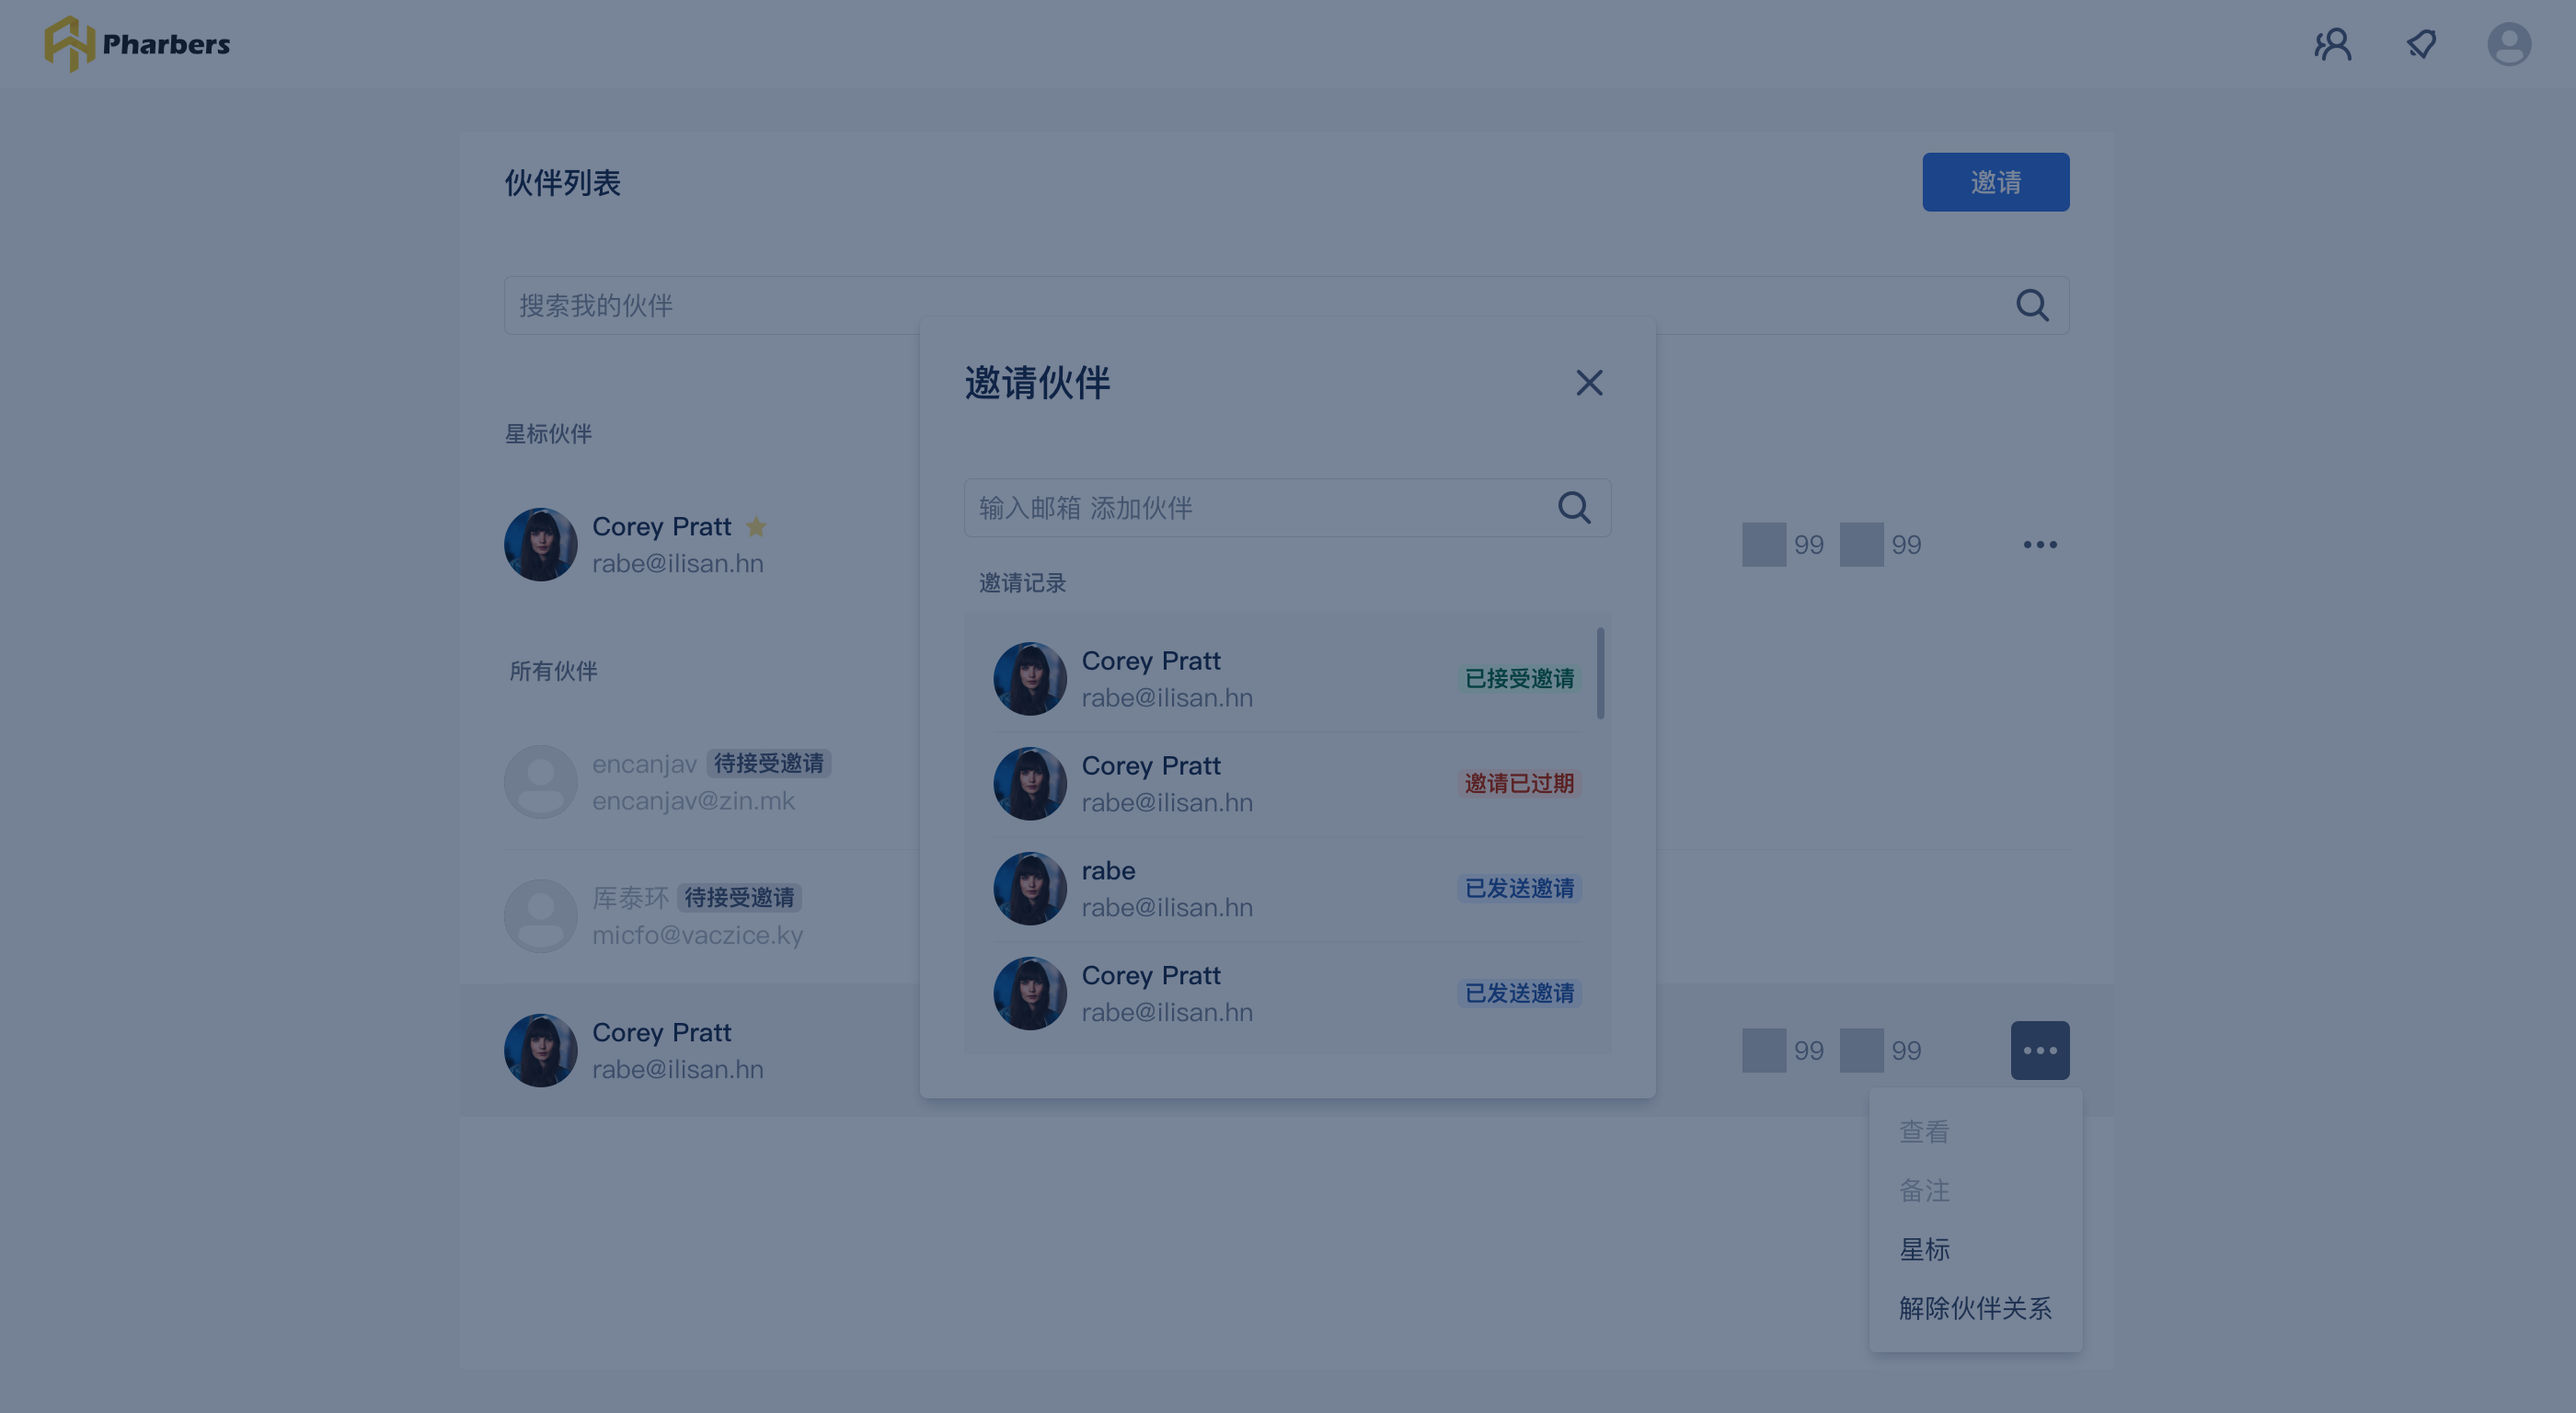 Pharbers
伙伴列表
邀请
搜索我的伙伴
星标伙伴
Corey Pratt
rabe@ilisan.hn
99 99
所有伙伴
encanjav 待接受邀请
encanjav@zin.mk
厍泰环 待接受邀请
micfo@vaczice.ky
Corey Pratt
rabe@ilisan.hn
99 99
查看
备注
星标
解除伙伴关系
邀请伙伴
输入邮箱 添加伙伴
邀请记录
Corey Pratt
rabe@ilisan.hn
已接受邀请
Corey Pratt
rabe@ilisan.hn
邀请已过期
rabe
rabe@ilisan.hn
已发送邀请
Corey Pratt
rabe@ilisan.hn
已发送邀请